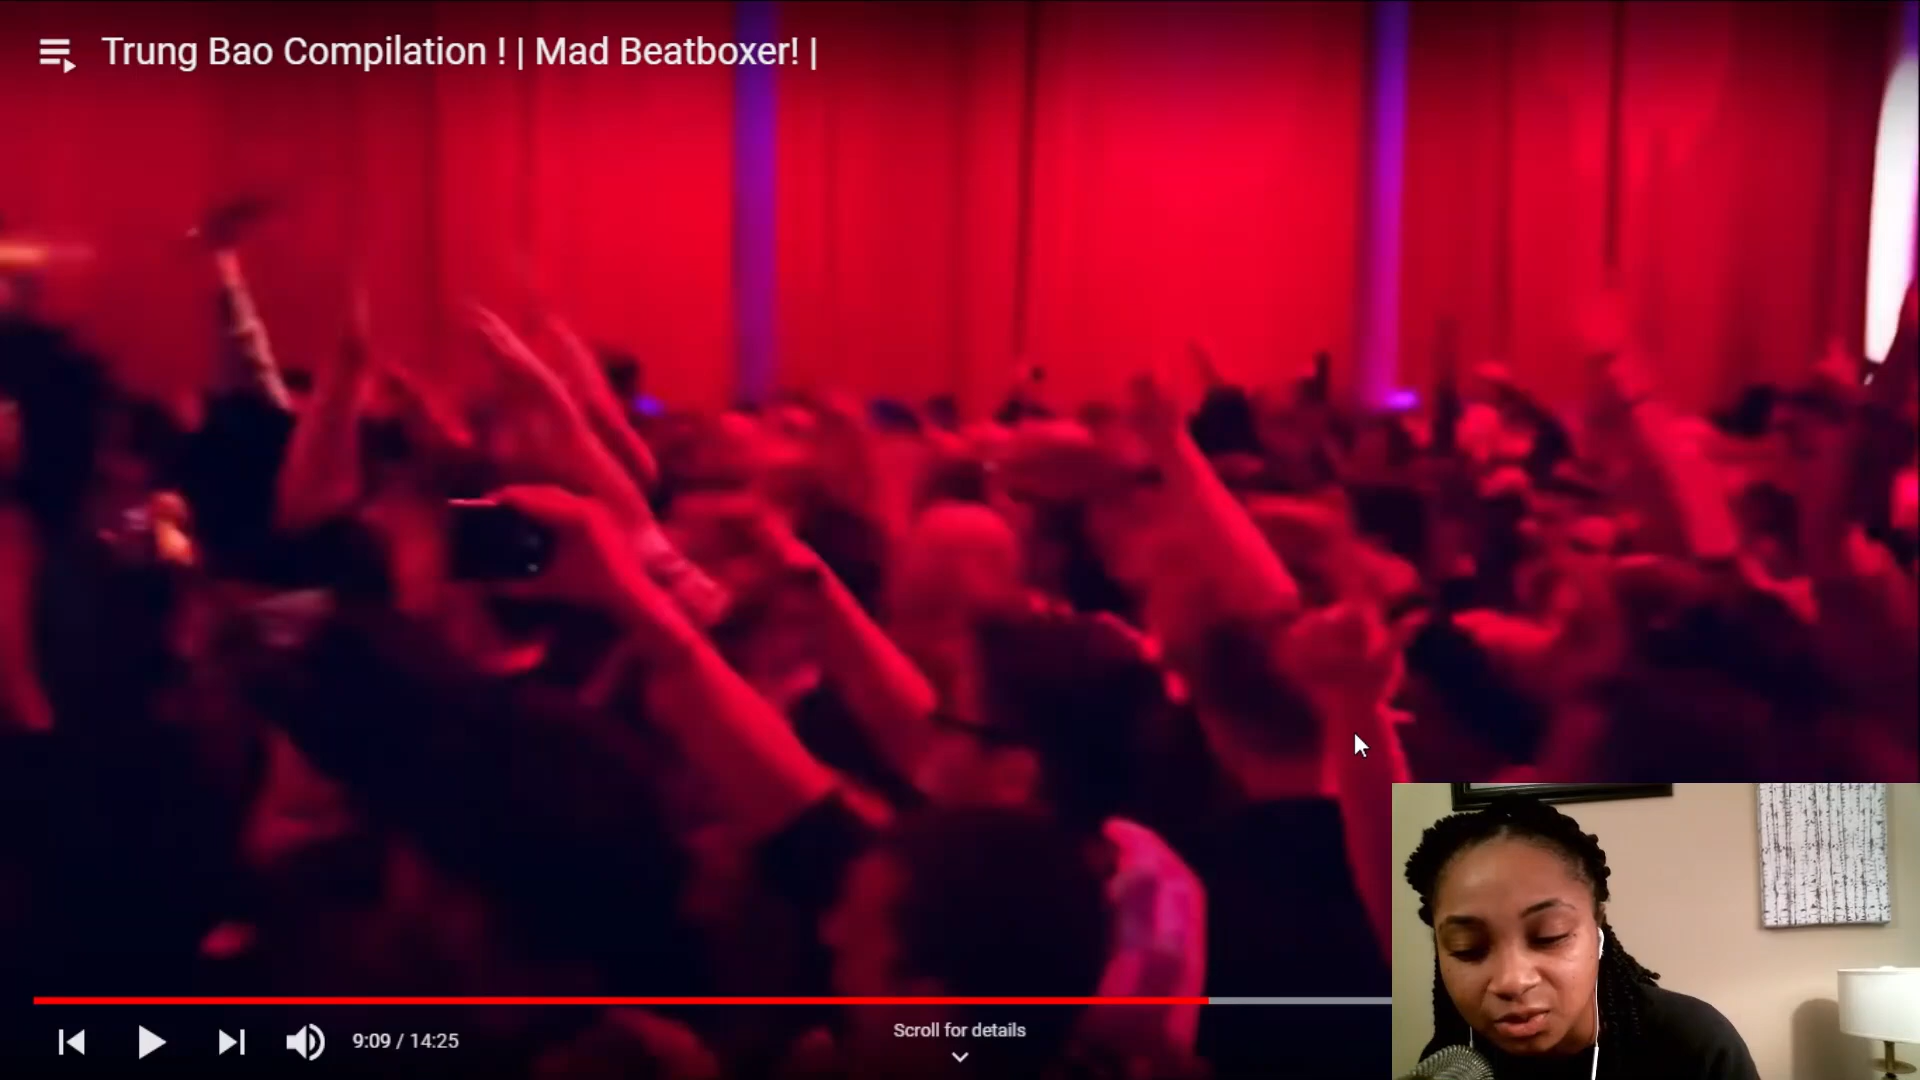 Trung Bao Compilation ! | Mad Beatboxer! |
9:09 / 14:25
Scroll for details